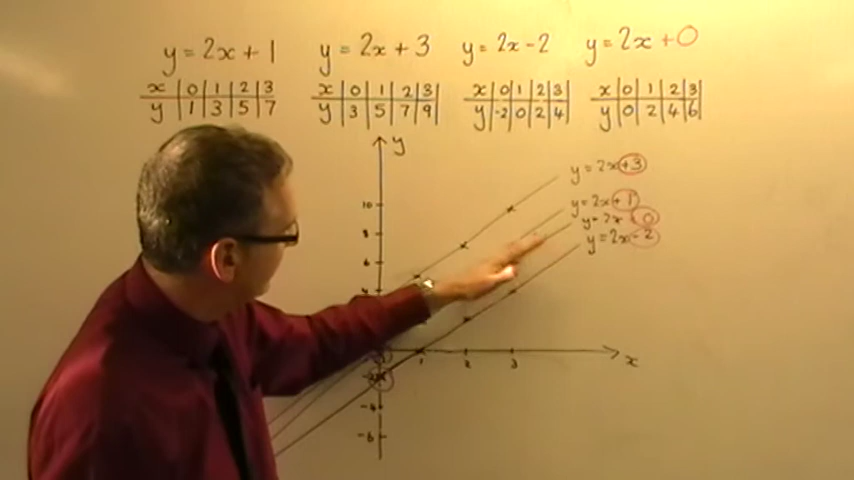 y = 2x + 1
x 0 1 2 3
y 1 3 5 7
y = 2x + 3
x 0 1 2 3
y 3 5 7 9
y = 2x - 2
x 0 1 2 3
y -2 0 2 4
y = 2x + 0
x 0 1 2 3
y 0 2 4 6
y
10
8
6
4
-4
-6
1 2 3
x
y = 2x + 3
y = 2x + 1
y = 2x + 0
y = 2x - 2